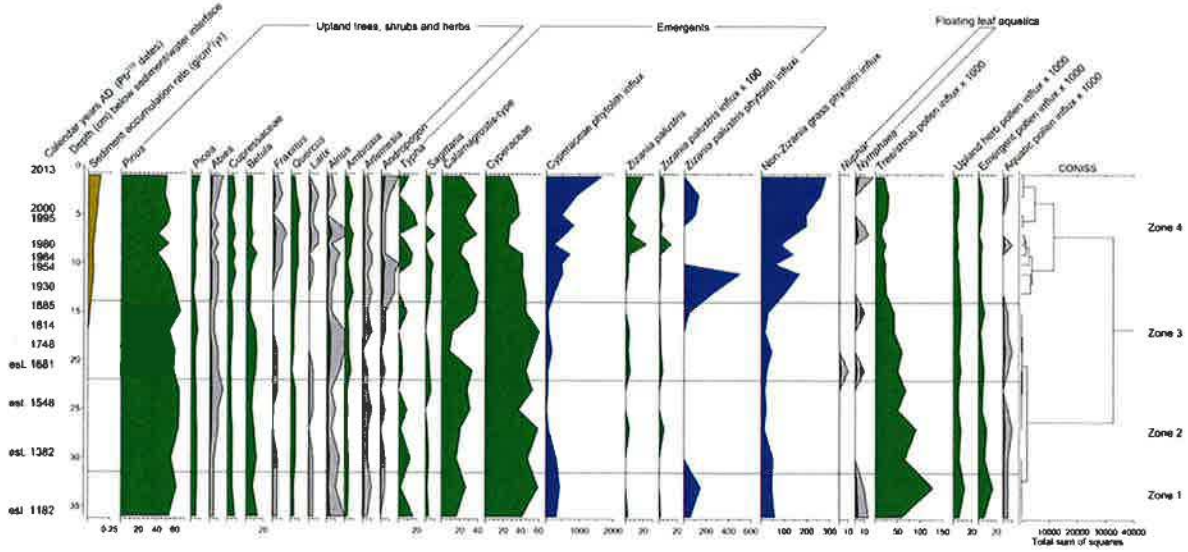 Upland trees, shrubs and herbs
Emergents
Floating leaf aquatics
Calendar years AD (Pb²¹⁰ dates)
Depth (cm) below sediment/water interface
Sediment accumulation rate (g/cm²/yr)
Pinus
Picea
Abies
Cupressaceae
Betula
Fraxinus
Quercus
Larix
Alnus
Ambrosia
Artemisia
Andropogon
Typha
Sagittaria
Calamagrostis-type
Cyperaceae
Cyperaceae phytolith influx
Zizania palustris
Zizania palustris influx x 100
Zizania palustris phytolith influx
Non-Zizania grass phytolith influx
Nuphar
Nymphaea
Tree/shrub pollen influx x 1000
Upland herb pollen influx x 1000
Emergent pollen influx x 1000
Aquatic pollen influx x 1000
CONISS
2013
2000
1995
1980
1964
1954
1930
1885
1814
1748
est. 1681
est. 1548
est. 1382
est. 1182
0
5
10
15
20
25
30
35
Zone 4
Zone 3
Zone 2
Zone 1
0.25
20 40 60
20
20
20 40
20 40 60
1000 2000
20
20
200 400 600
100 200 300
10
10
50 100 150
20
20
10000 20000 30000 40000
Total sum of squares